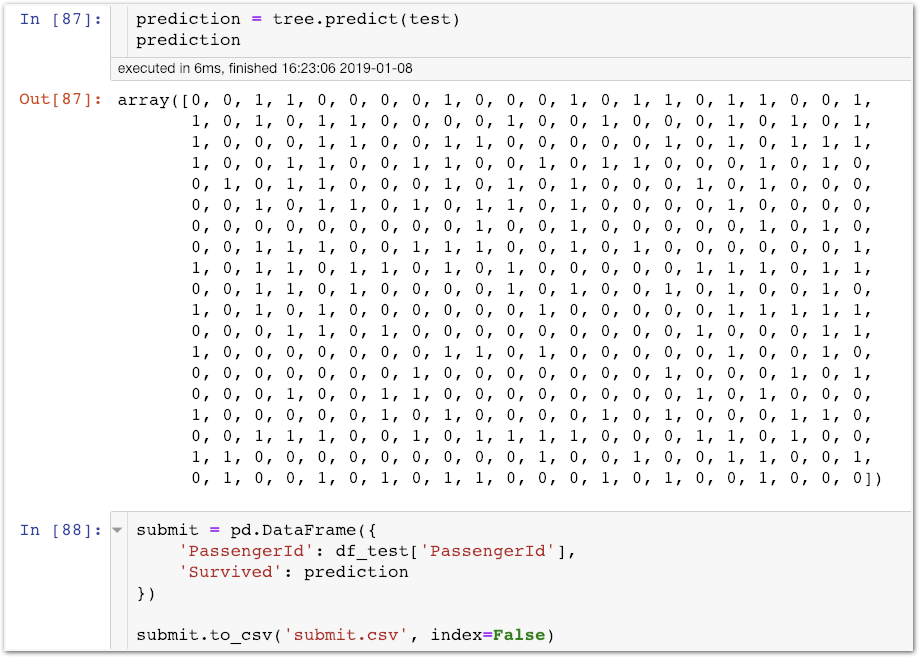 In [87]: prediction = tree.predict(test)
prediction
executed in 6ms, finished 16:23:06 2019-01-08
Out[87]: array([0, 0, 1, 1, 0, 0, 0, 0, 1, 0, 0, 0, 1, 0, 1, 1, 0, 1, 1, 0, 0, 1,
1, 0, 1, 0, 1, 1, 0, 0, 0, 0, 1, 0, 0, 1, 0, 0, 0, 1, 0, 1, 0, 1,
1, 0, 0, 0, 1, 1, 0, 0, 1, 1, 0, 0, 0, 0, 0, 1, 0, 1, 0, 1, 1, 1,
1, 0, 0, 1, 1, 0, 0, 1, 1, 0, 0, 1, 0, 1, 1, 0, 0, 0, 1, 0, 1, 0,
0, 1, 0, 1, 1, 0, 0, 0, 1, 0, 1, 0, 1, 0, 0, 0, 1, 0, 1, 0, 0, 0,
0, 0, 1, 0, 1, 1, 0, 1, 0, 1, 1, 0, 1, 0, 0, 0, 0, 1, 0, 0, 0, 0,
0, 0, 0, 0, 0, 0, 0, 0, 0, 1, 0, 0, 1, 0, 0, 0, 0, 0, 1, 0, 1, 0,
0, 0, 1, 1, 1, 0, 0, 1, 1, 1, 0, 0, 1, 0, 1, 0, 0, 0, 0, 0, 0, 1,
1, 0, 1, 1, 0, 1, 1, 0, 1, 0, 1, 0, 0, 0, 0, 0, 1, 1, 1, 0, 1, 1,
0, 0, 1, 1, 0, 1, 0, 0, 0, 0, 1, 0, 1, 0, 0, 1, 0, 1, 0, 0, 1, 0,
1, 0, 1, 0, 1, 0, 0, 0, 0, 0, 0, 1, 0, 0, 0, 0, 0, 1, 1, 1, 1, 1,
0, 0, 0, 1, 1, 0, 1, 0, 0, 0, 0, 0, 0, 0, 0, 0, 1, 0, 0, 0, 1, 1,
1, 0, 0, 0, 0, 0, 0, 0, 1, 1, 0, 1, 0, 0, 0, 0, 0, 1, 0, 0, 1, 0,
0, 0, 0, 0, 0, 0, 0, 1, 0, 0, 0, 0, 0, 0, 0, 1, 0, 0, 0, 1, 0, 1,
0, 0, 0, 1, 0, 0, 1, 1, 0, 0, 0, 0, 0, 0, 0, 0, 1, 0, 1, 0, 0, 0,
1, 0, 0, 0, 0, 0, 1, 0, 1, 0, 0, 0, 0, 1, 0, 1, 0, 0, 0, 1, 1, 0,
0, 0, 1, 1, 1, 0, 0, 1, 0, 1, 1, 1, 1, 0, 0, 0, 1, 1, 0, 1, 0, 0,
1, 1, 0, 0, 0, 0, 0, 0, 0, 0, 0, 1, 0, 0, 1, 0, 0, 1, 1, 0, 0, 1,
0, 1, 0, 0, 1, 0, 1, 0, 1, 1, 0, 0, 0, 1, 0, 1, 0, 0, 1, 0, 0, 0])
In [88]: submit = pd.DataFrame({
'PassengerId': df_test['PassengerId'],
'Survived': prediction
})
submit.to_csv('submit.csv', index=False)